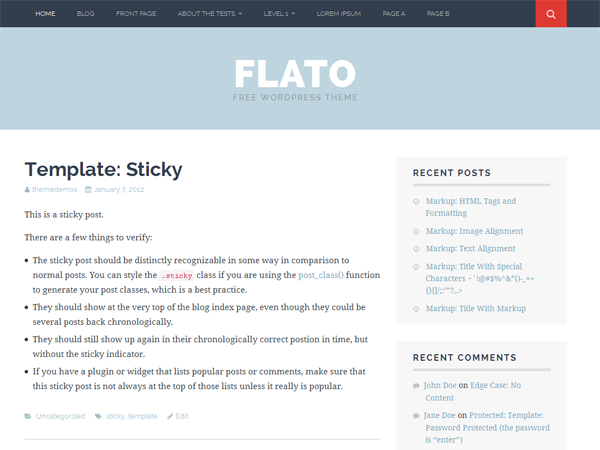 HOME BLOG FRONT PAGE ABOUT THE TESTS LEVEL 1 LOREM IPSUM PAGE A PAGE B
FLATO
FREE WORDPRESS THEME
Template: Sticky
themedemos January 7, 2012
This is a sticky post.
There are a few things to verify:
The sticky post should be distinctly recognizable in some way in comparison to
normal posts. You can style the .sticky class if you are using the post_class() function
to generate your post classes, which is a best practice.
They should show at the very top of the blog index page, even though they could be
several posts back chronologically.
They should still show up again in their chronologically correct postion in time, but
without the sticky indicator.
If you have a plugin or widget that lists popular posts or comments, make sure that
this sticky post is not always at the top of those lists unless it really is popular.
Uncategorized sticky, template Edit
RECENT POSTS
Markup: HTML Tags and
Formatting
Markup: Image Alignment
Markup: Text Alignment
Markup: Title With Special
Characters ~`!@#$%^&*()-_=+
{}[]/;:'"?,.>
Markup: Title With Markup
RECENT COMMENTS
John Doe on Edge Case: No
Content
Jane Doe on Protected: Template:
Password Protected (the password
is “enter”)